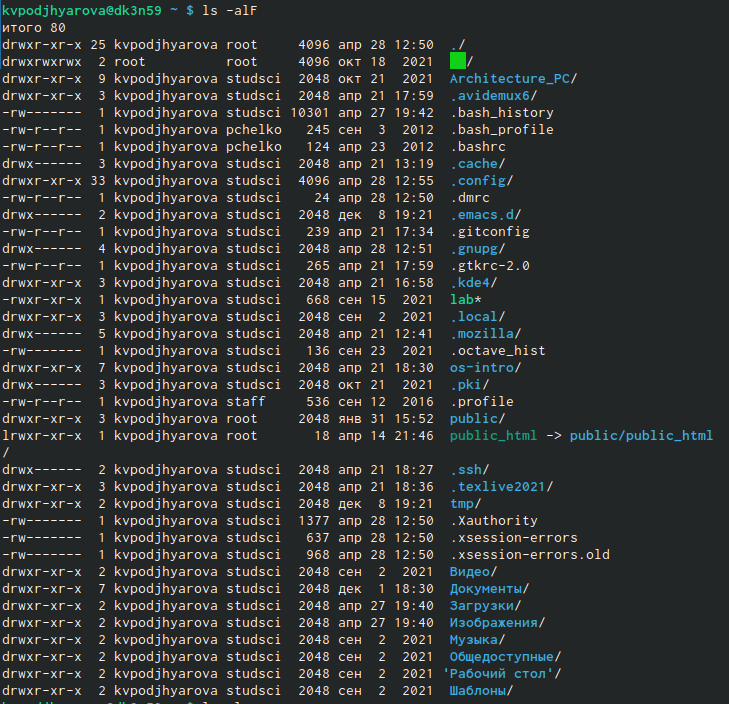 kvpodjhyarova@dk3n59 ~ $ ls -alF
итого 80
drwxr-xr-x 25 kvpodjhyarova root     4096 апр 28 12:50  ./
drwxrwxrwx  2 root          root     4096 окт 18  2021  /
drwxr-xr-x  9 kvpodjhyarova studsci  2048 окт 21  2021  Architecture_PC/
drwxr-xr-x  3 kvpodjhyarova studsci  2048 апр 21 17:59  .avidemux6/
-rw-------  1 kvpodjhyarova studsci 10301 апр 27 19:42  .bash_history
-rw-r--r--  1 kvpodjhyarova pchelko   245 сен  3  2012  .bash_profile
-rw-r--r--  1 kvpodjhyarova pchelko   124 апр 23  2012  .bashrc
drwx------  3 kvpodjhyarova studsci  2048 апр 21 13:19  .cache/
drwxr-xr-x 33 kvpodjhyarova studsci  4096 апр 28 12:55  .config/
-rw-r--r--  1 kvpodjhyarova studsci    24 апр 28 12:50  .dmrc
drwx------  2 kvpodjhyarova studsci  2048 дек  8 19:21  .emacs.d/
-rw-r--r--  1 kvpodjhyarova studsci   239 апр 21 17:34  .gitconfig
drwx------  4 kvpodjhyarova studsci  2048 апр 28 12:51  .gnupg/
-rw-r--r--  1 kvpodjhyarova studsci   265 апр 21 17:59  .gtkrc-2.0
drwxr-xr-x  3 kvpodjhyarova studsci  2048 апр 21 16:58  .kde4/
-rwxr-xr-x  1 kvpodjhyarova studsci   668 сен 15  2021  lab*
drwxr-xr-x  3 kvpodjhyarova studsci  2048 сен  2  2021  .local/
drwx------  5 kvpodjhyarova studsci  2048 апр 21 12:41  .mozilla/
-rw-------  1 kvpodjhyarova studsci   136 сен 23  2021  .octave_hist
drwxr-xr-x  7 kvpodjhyarova studsci  2048 апр 21 18:30  os-intro/
drwx------  3 kvpodjhyarova studsci  2048 окт 21  2021  .pki/
-rw-r--r--  1 kvpodjhyarova staff     536 сен 12  2016  .profile
drwxr-xr-x  3 kvpodjhyarova root     2048 янв 31 15:52  public/
lrwxr-xr-x  1 kvpodjhyarova root       18 апр 14 21:46  public_html -> public/public_html
/
drwx------  2 kvpodjhyarova studsci  2048 апр 21 18:27  .ssh/
drwxr-xr-x  3 kvpodjhyarova studsci  2048 апр 21 18:36  .texlive2021/
drwxr-xr-x  2 kvpodjhyarova studsci  2048 дек  8 19:21  tmp/
-rw-------  1 kvpodjhyarova studsci  1377 апр 28 12:50  .Xauthority
-rw-------  1 kvpodjhyarova studsci   637 апр 28 12:50  .xsession-errors
-rw-------  1 kvpodjhyarova studsci   968 апр 28 12:50  .xsession-errors.old
drwxr-xr-x  2 kvpodjhyarova studsci  2048 сен  2  2021  Видео/
drwxr-xr-x  7 kvpodjhyarova studsci  2048 дек  1 18:30  Документы/
drwxr-xr-x  2 kvpodjhyarova studsci  2048 апр 27 19:40  Загрузки/
drwxr-xr-x  2 kvpodjhyarova studsci  2048 апр 27 19:40  Изображения/
drwxr-xr-x  2 kvpodjhyarova studsci  2048 сен  2  2021  Музыка/
drwxr-xr-x  2 kvpodjhyarova studsci  2048 сен  2  2021  Общедоступные/
drwxr-xr-x  2 kvpodjhyarova studsci  2048 сен  2  2021 'Рабочий стол'/
drwxr-xr-x  2 kvpodjhyarova studsci  2048 сен  2  2021  Шаблоны/